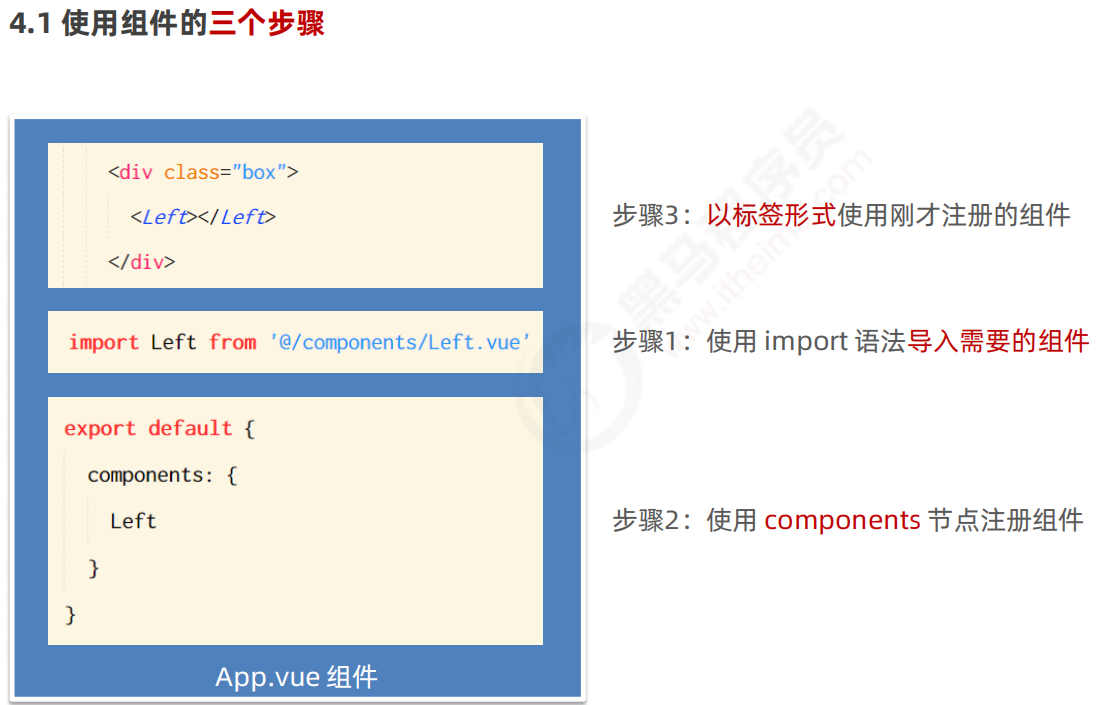 4.1 使用组件的三个步骤
<div class="box">
<Left></Left>
</div>
步骤3：以标签形式使用刚才注册的组件
import Left from '@/components/Left.vue'
步骤1：使用 import 语法导入需要的组件
export default {
components: {
Left
}
}
步骤2：使用 components 节点注册组件
App.vue 组件
黑马程序员
www.itheima.com